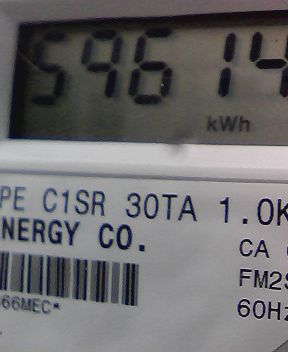 59614
kWh
PE C1SR 30TA 1.0K
NERGY CO.
CA
FM2S
66MEC*
60Hz